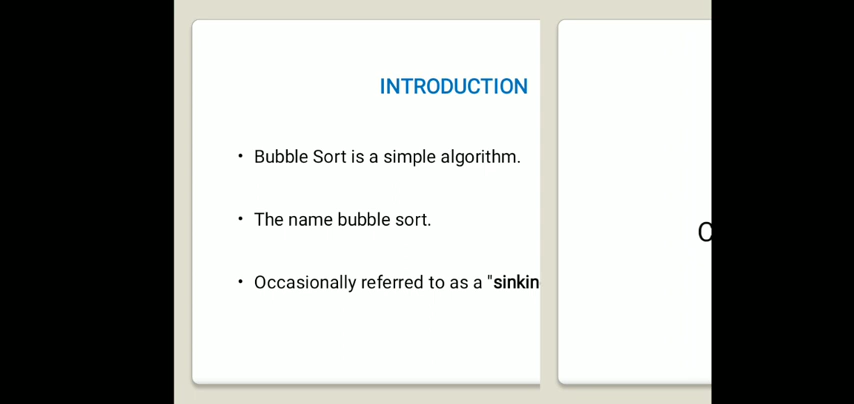 INTRODUCTION
• Bubble Sort is a simple algorithm.
• The name bubble sort.
• Occasionally referred to as a "sinkin